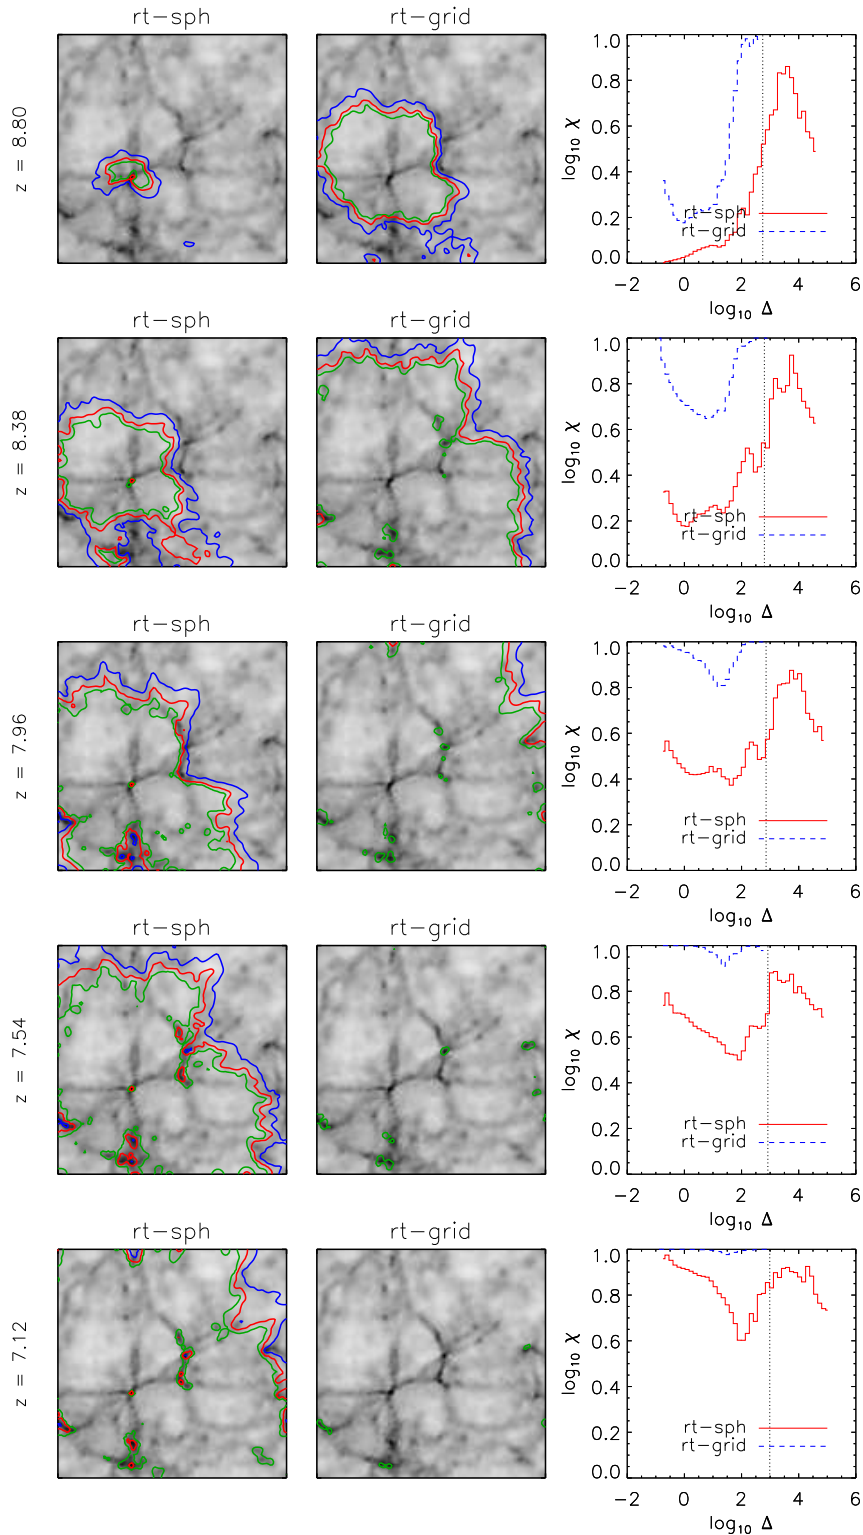 rt-sph
rt-grid
z = 8.80
log₁₀ χ
1.0
0.8
0.6
0.4
0.2
0.0
rt-sph
rt-grid
-2
0
2
4
6
log₁₀ Δ
rt-sph
rt-grid
z = 8.38
log₁₀ χ
1.0
0.8
0.6
0.4
0.2
0.0
rt-sph
rt-grid
-2
0
2
4
6
log₁₀ Δ
rt-sph
rt-grid
z = 7.96
log₁₀ χ
1.0
0.8
0.6
0.4
0.2
0.0
rt-sph
rt-grid
-2
0
2
4
6
log₁₀ Δ
rt-sph
rt-grid
z = 7.54
log₁₀ χ
1.0
0.8
0.6
0.4
0.2
0.0
rt-sph
rt-grid
-2
0
2
4
6
log₁₀ Δ
rt-sph
rt-grid
z = 7.12
log₁₀ χ
1.0
0.8
0.6
0.4
0.2
0.0
rt-sph
rt-grid
-2
0
2
4
6
log₁₀ Δ